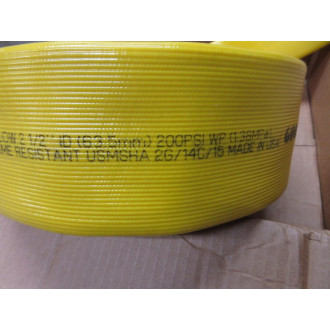 2 1/2" ID (63.5mm) 200PSI WP (1.38MPA)
RESISTANT USMSHA 2G/14C/15 MADE IN USA